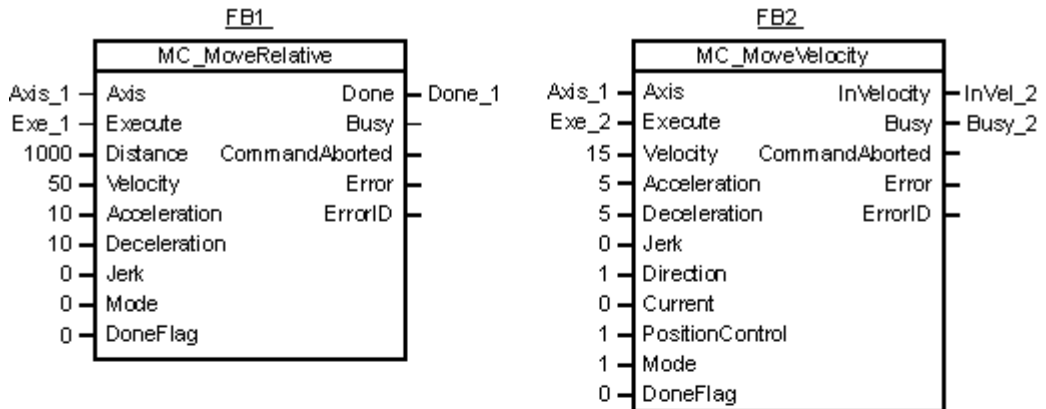 FB1
MC_MoveRelative
Axis_1 Axis Done Done_1
Exe_1 Execute Busy
1000 Distance CommandAborted
50 Velocity Error
10 Acceleration ErrorID
10 Deceleration
0 Jerk
0 Mode
0 DoneFlag
FB2
MC_MoveVelocity
Axis_1 Axis InVelocity InVel_2
Exe_2 Execute Busy Busy_2
15 Velocity CommandAborted
5 Acceleration Error
5 Deceleration ErrorID
0 Jerk
1 Direction
0 Current
1 PositionControl
1 Mode
0 DoneFlag